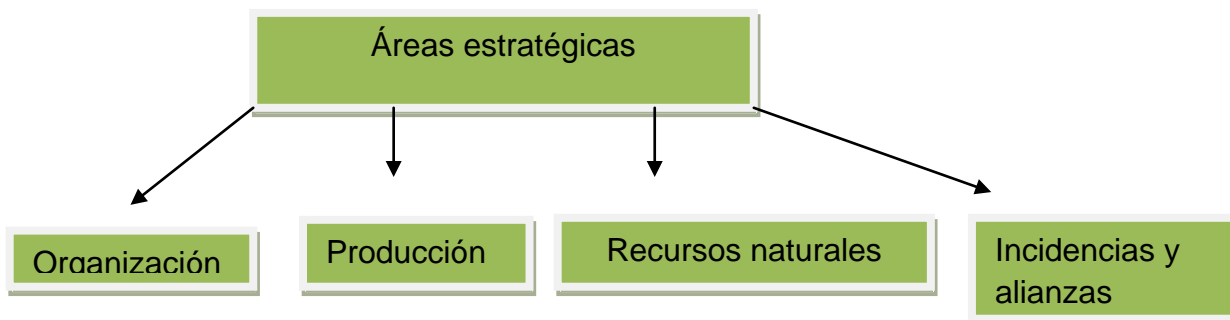 Áreas estratégicas
Organización
Producción
Recursos naturales
Incidencias y
alianzas